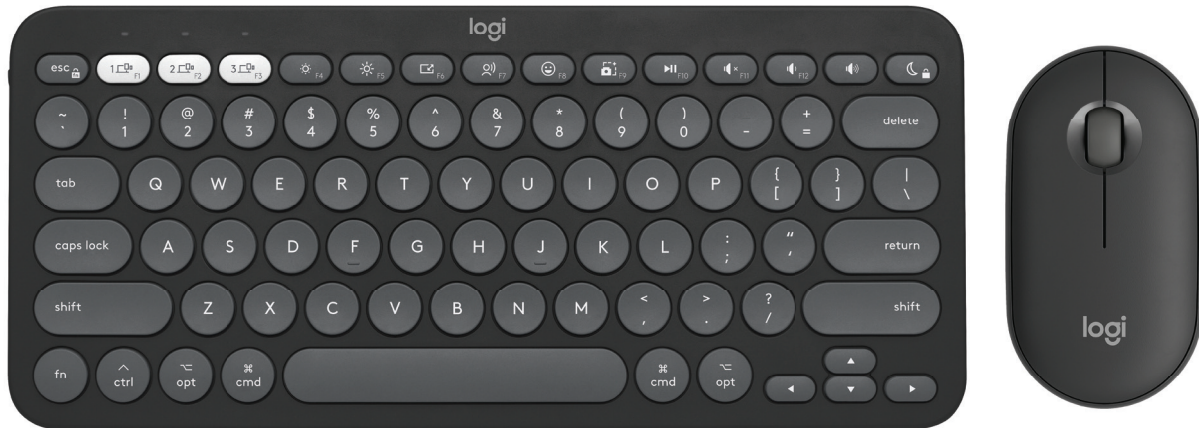 logi
esc 1 F1 2 F2 3 F3 F4 F5 F6 F7 F8 F9 F10 F11 F12
~ ! @ # $ % ^ & * ( ) _ +
` 1 2 3 4 5 6 7 8 9 0 - = delete
tab Q W E R T Y U I O P { } |
[ ] \
caps lock A S D F G H J K L : “ return
; ‘
shift Z X C V B N M < > ? shift
, . /
fn ctrl opt cmd cmd opt
logi